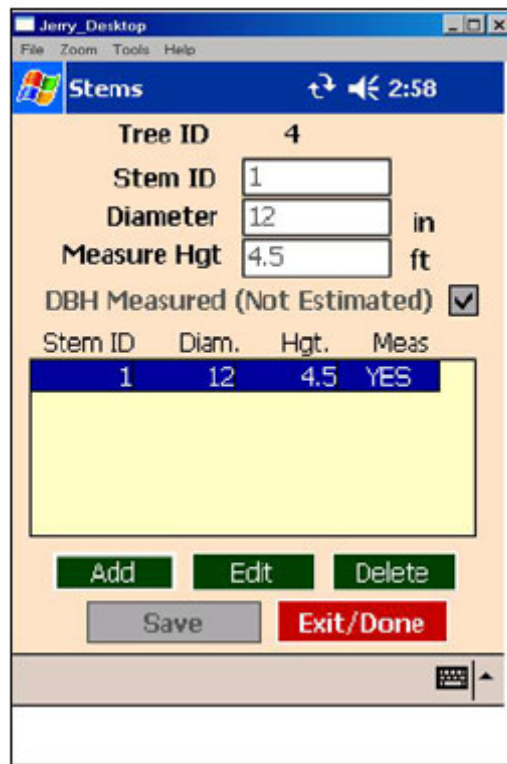 Jerry_Desktop
File Zoom Tools Help
Stems 2:58
Tree ID 4
Stem ID 1
Diameter 12 in
Measure Hgt 4.5 ft
DBH Measured (Not Estimated)
Stem ID Diam. Hgt. Meas
1 12 4.5 YES
Add Edit Delete
Save Exit/Done